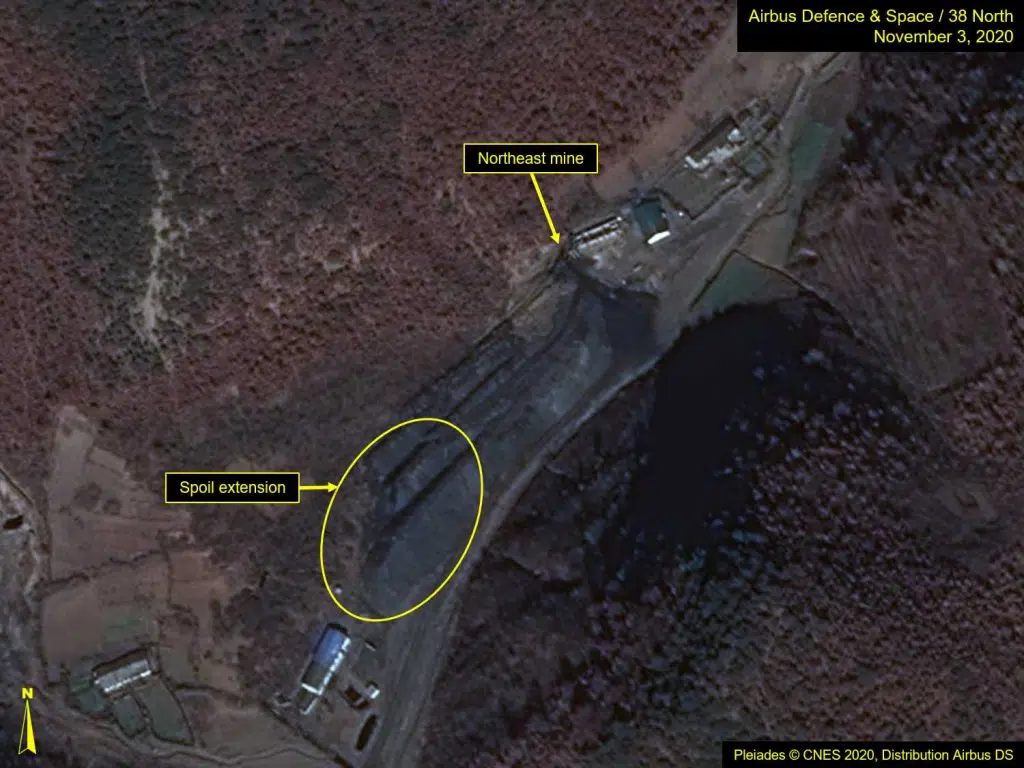 Airbus Defence & Space / 38 North
November 3, 2020
Northeast mine
Spoil extension
N
Pleiades © CNES 2020, Distribution Airbus DS